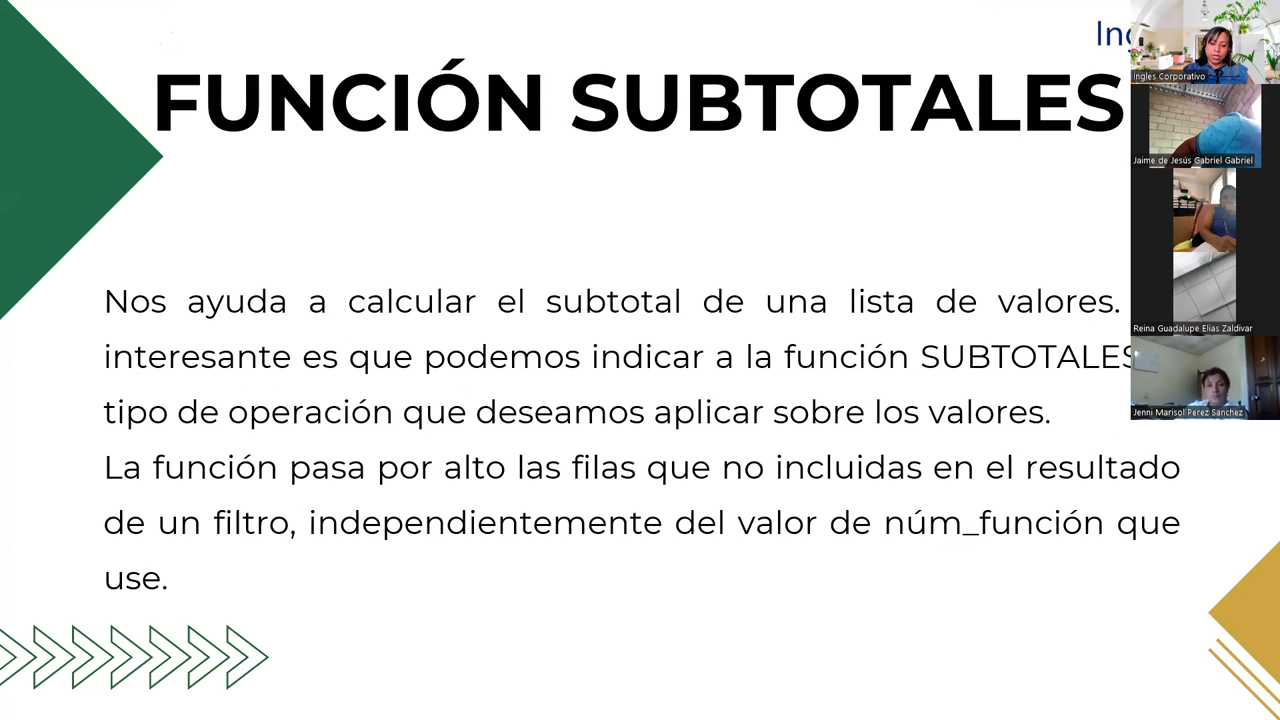 FUNCIÓN SUBTOTALES
Nos ayuda a calcular el subtotal de una lista de valores.
interesante es que podemos indicar a la función SUBTOTALES
tipo de operación que deseamos aplicar sobre los valores.
La función pasa por alto las filas que no incluidas en el resultado
de un filtro, independientemente del valor de núm_función que
use.
Ingles Corporativo
Jaime de Jesús Gabriel Gabriel
Reina Guadalupe Elias Zaldivar
Jenni Marisol Perez Sanchez